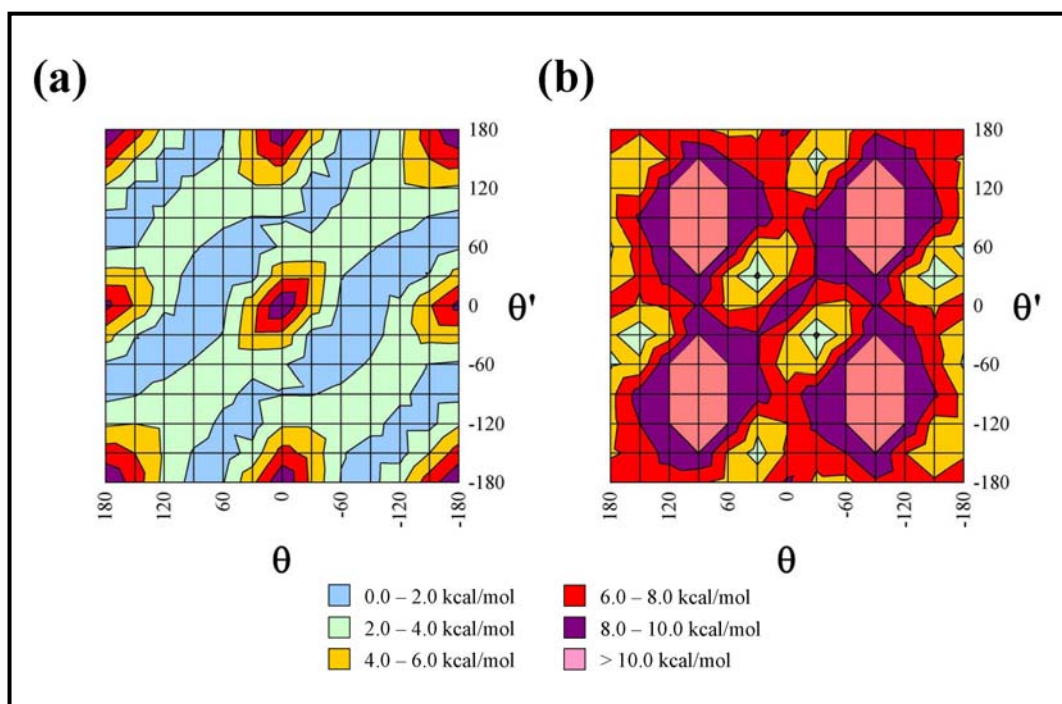 (a)
(b)
180
120
60
0
-60
-120
-180
θ'
180
120
60
0
-60
-120
-180
θ'
180
120
60
0
-60
-120
-180
θ
180
120
60
0
-60
-120
-180
θ
0.0 – 2.0 kcal/mol
6.0 – 8.0 kcal/mol
2.0 – 4.0 kcal/mol
8.0 – 10.0 kcal/mol
4.0 – 6.0 kcal/mol
> 10.0 kcal/mol